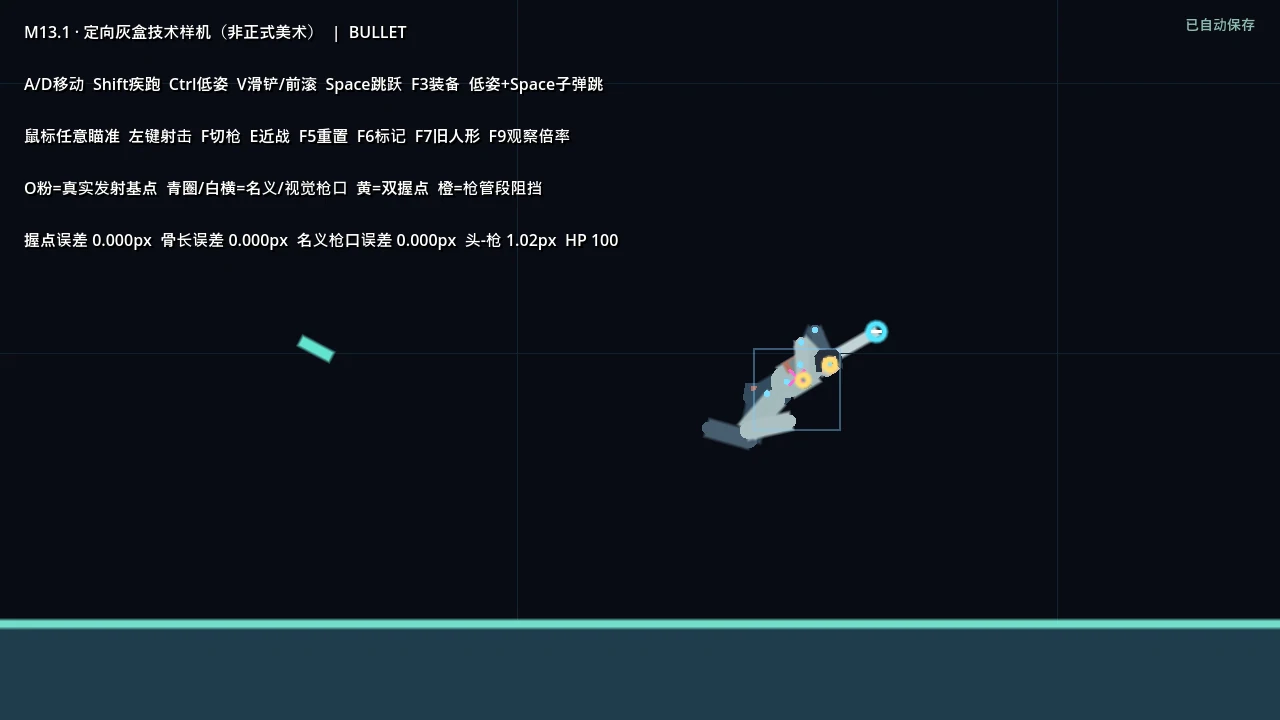 M13.1 · 定向灰盒技术样机（非正式美术） | BULLET
已自动保存
A/D移动 Shift疾跑 Ctrl低姿 V滑铲/前滚 Space跳跃 F3装备 低姿+Space子弹跳
鼠标任意瞄准 左键射击 F切枪 E近战 F5重置 F6标记 F7旧人形 F9观察倍率
O粉=真实发射基点 青圈/白横=名义/视觉枪口 黄=双握点 橙=枪管段阻挡
握点误差 0.000px 骨长误差 0.000px 名义枪口误差 0.000px 头-枪 1.02px HP 100